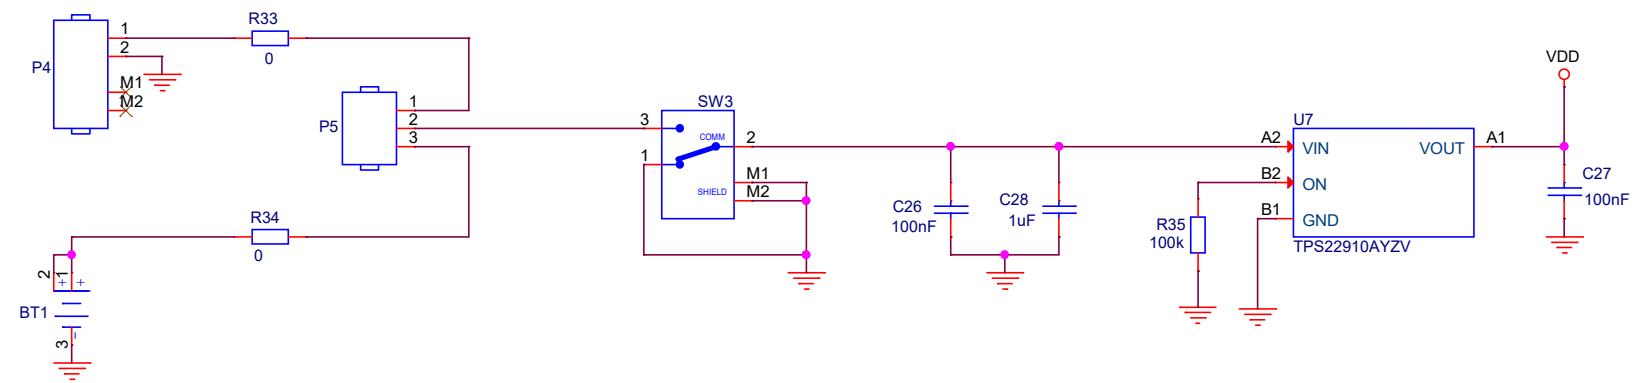 P4
1
2
M1
M2
R33
0
P5
1
2
3
R34
0
BT1
2
1
+ +
-
3
SW3
3
1
COMM
2
SHIELD
M1
M2
C26
100nF
C28
1uF
R35
100k
U7
A2
VIN
B2
ON
B1
GND
VOUT
A1
TPS22910AYZV
VDD
C27
100nF